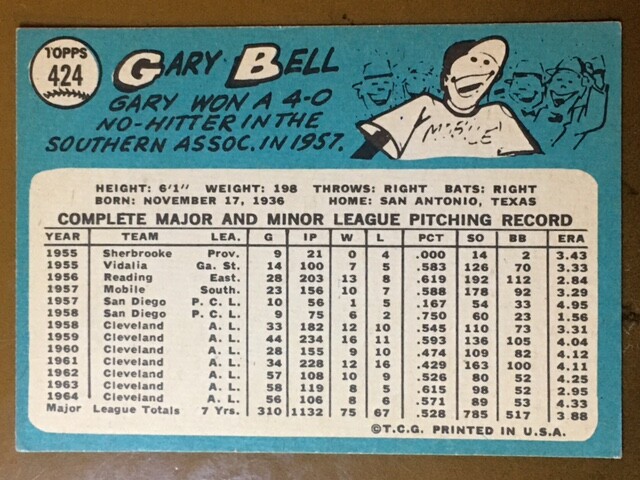 TOPPS
424
GARY BELL
GARY WON A 4-0
NO-HITTER IN THE
SOUTHERN ASSOC. IN 1957.
MOBILE
HEIGHT: 6'1" WEIGHT: 198 THROWS: RIGHT BATS: RIGHT
BORN: NOVEMBER 17, 1936 HOME: SAN ANTONIO, TEXAS
COMPLETE MAJOR AND MINOR LEAGUE PITCHING RECORD
YEAR TEAM LEA. G IP W L PCT SO BB ERA
1955 Sherbrooke Prov. 9 21 0 4 .000 14 2 3.43
1955 Vidalia Ga. St. 14 100 7 5 .583 126 70 3.33
1956 Reading East. 28 203 13 8 .619 192 112 2.84
1957 Mobile South. 23 156 10 7 .588 178 92 3.29
1957 San Diego P. C. L. 10 56 1 5 .167 54 33 4.95
1958 San Diego P. C. L. 9 75 6 2 .750 60 23 1.56
1958 Cleveland A. L. 33 182 12 10 .545 110 73 3.31
1959 Cleveland A. L. 44 234 16 11 .593 136 105 4.04
1960 Cleveland A. L. 28 155 9 10 .474 109 82 4.12
1961 Cleveland A. L. 34 228 12 16 .429 163 100 4.11
1962 Cleveland A. L. 57 108 10 9 .526 80 52 4.25
1963 Cleveland A. L. 58 119 8 5 .615 98 52 2.95
1964 Cleveland A. L. 56 106 8 6 .571 89 53 4.33
Major League Totals 7 Yrs. 310 1132 75 67 .528 785 517 3.88
©T.C.G. PRINTED IN U.S.A.